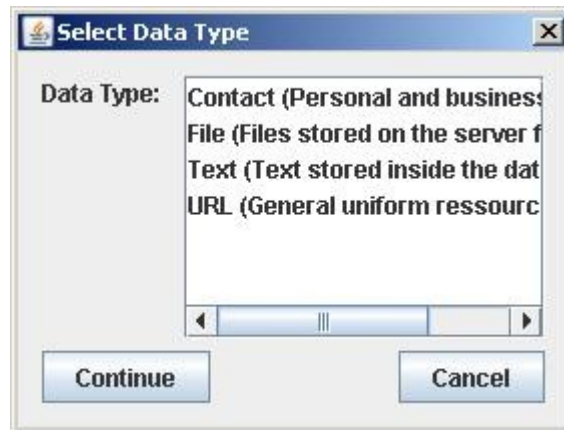 Select Data Type
Data Type:
Contact (Personal and business
File (Files stored on the server f
Text (Text stored inside the dat
URL (General uniform ressourc
Continue
Cancel